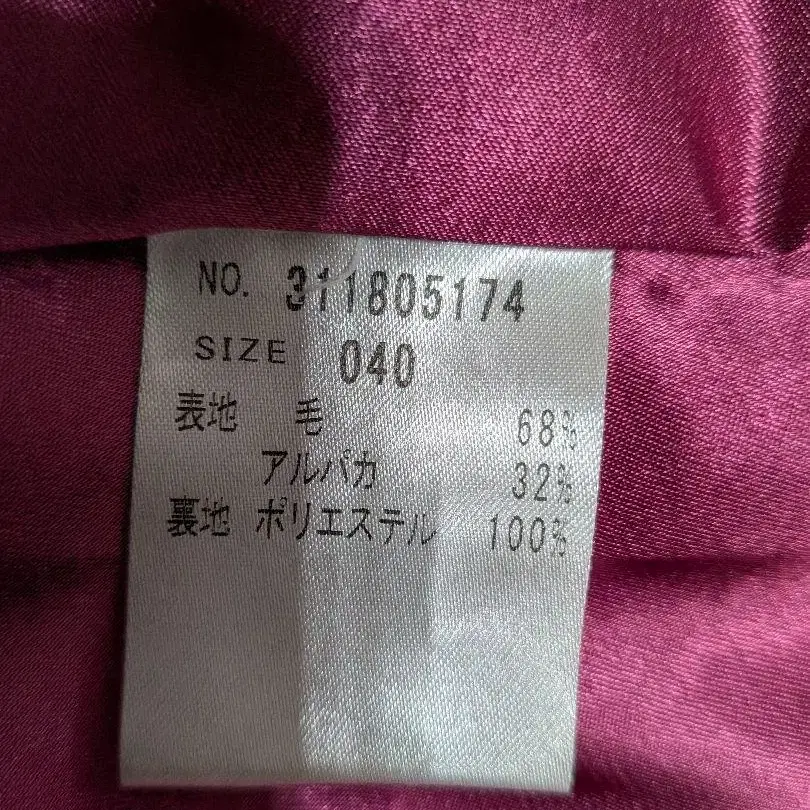 NO. 311805174
SIZE 040
表地 毛 68%
アルパカ 32%
裏地 ポリエステル 100%